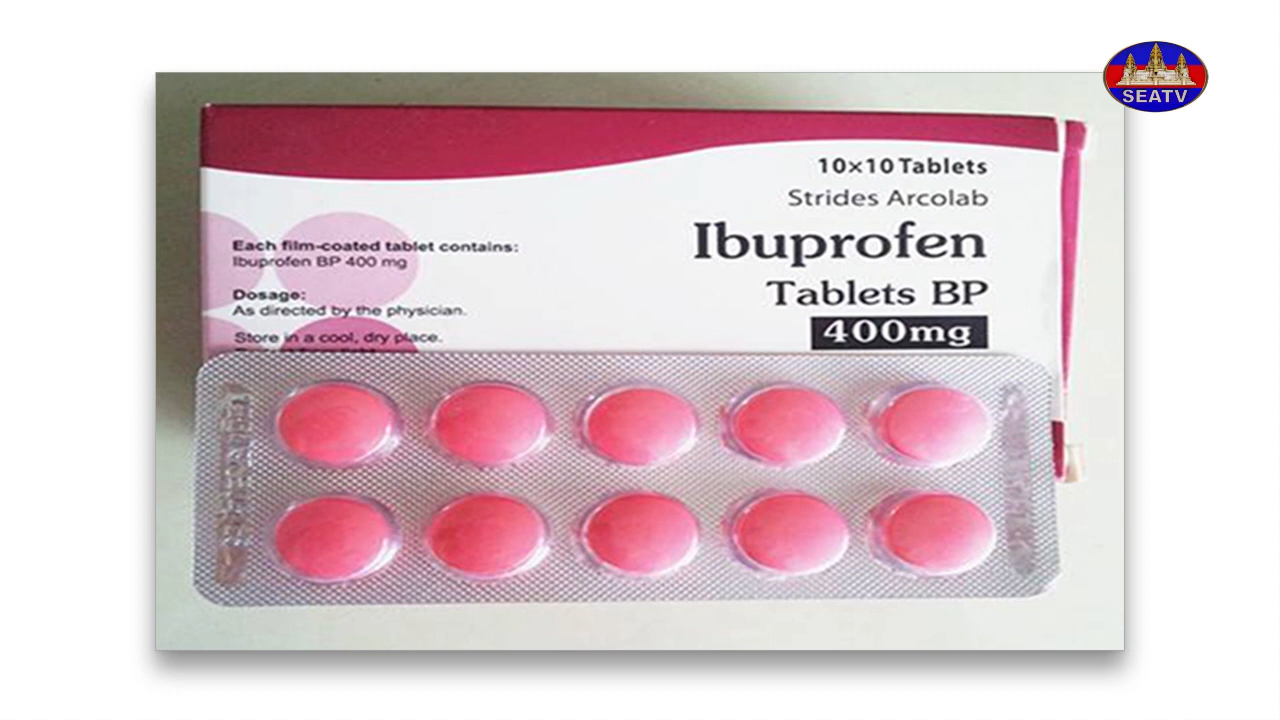 SEATV
10×10 Tablets
Strides Arcolab
Ibuprofen
Tablets BP
400mg
Each film-coated tablet contains:
Ibuprofen BP 400 mg
Dosage:
As directed by the physician.
Store in a cool, dry place.